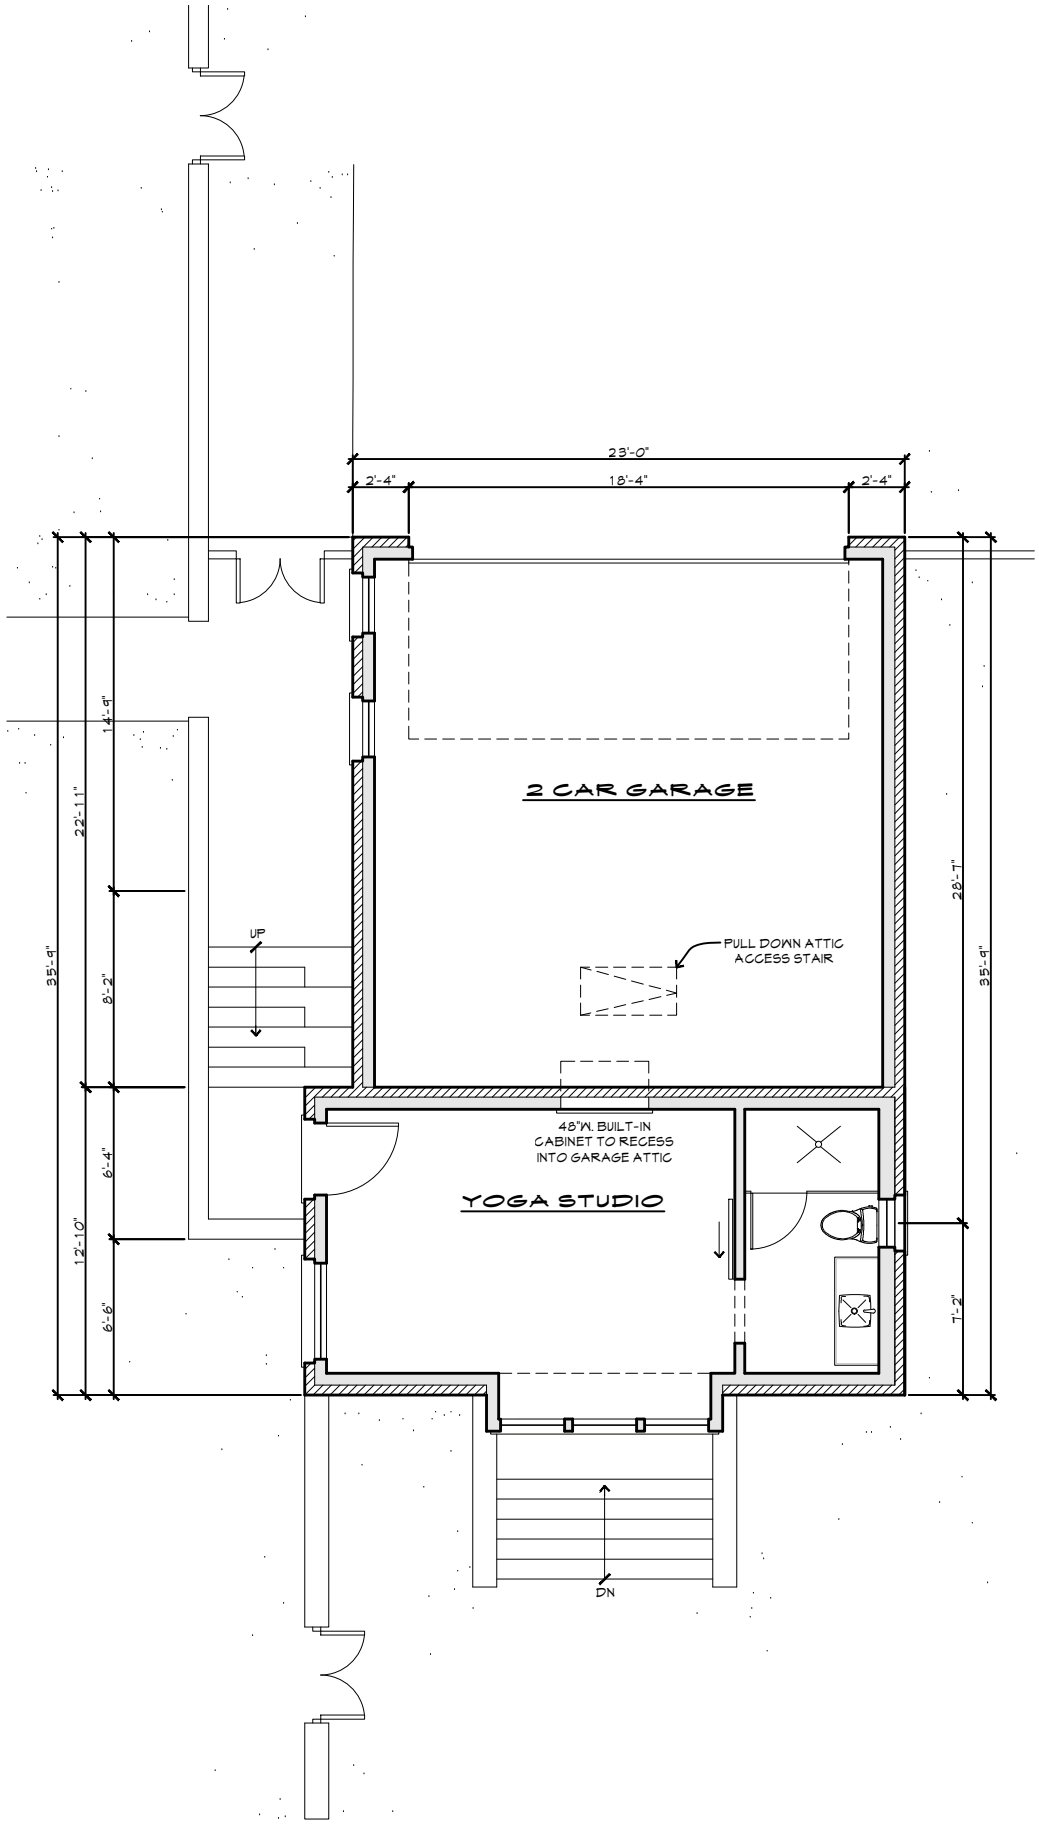 23'-0"
2'-4"
18'-4"
2'-4"
14'-9"
22'-11"
2 CAR GARAGE
28'-7"
UP
PULL DOWN ATTIC
ACCESS STAIR
35'-9"
8'-2"
35'-9"
48"W. BUILT-IN
CABINET TO RECESS
INTO GARAGE ATTIC
6'-4"
YOGA STUDIO
12'-10"
6'-6"
7'-2"
DN